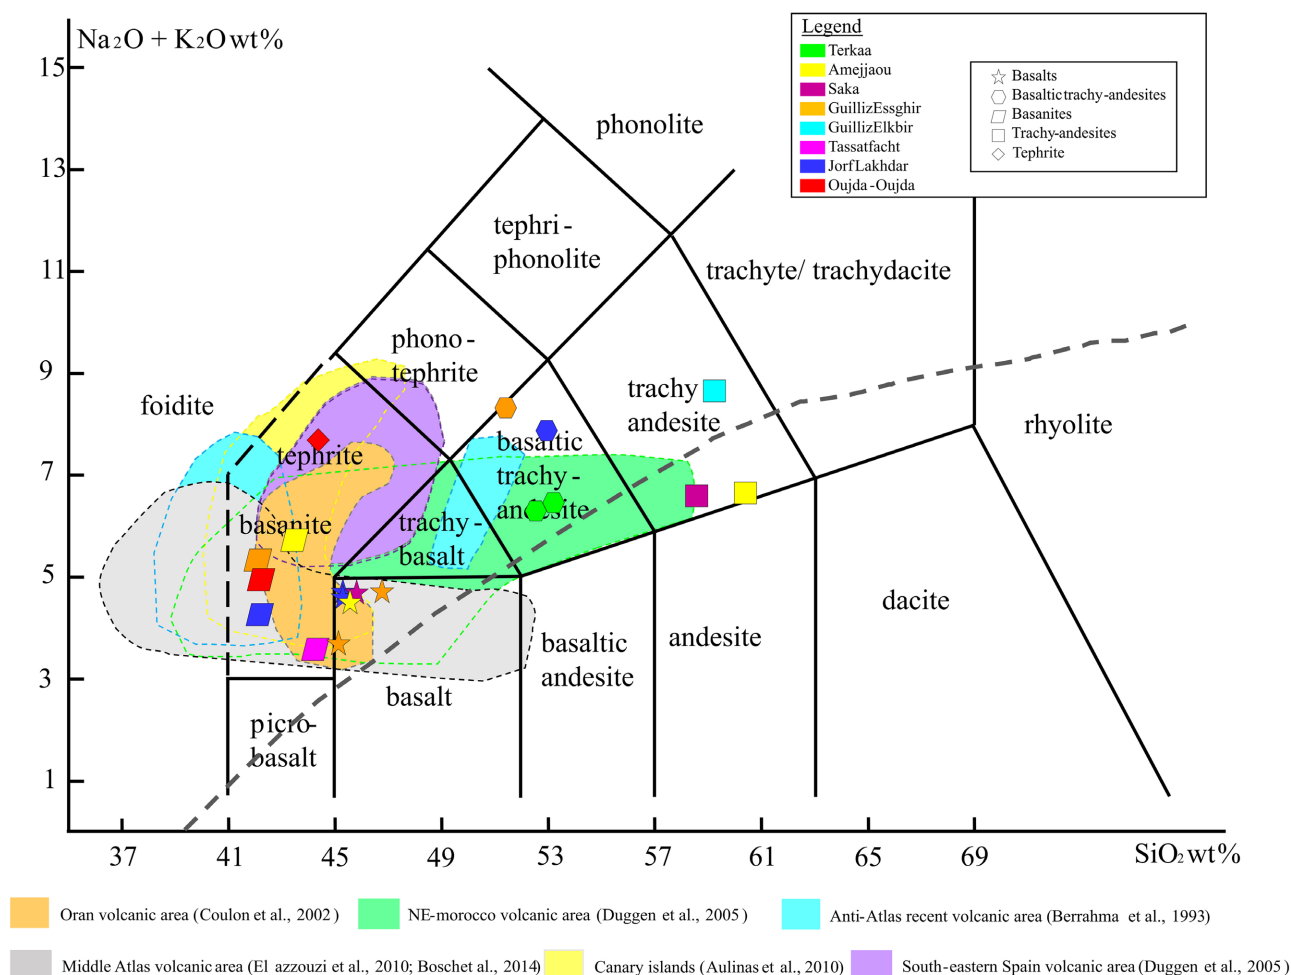 Na2O + K2O wt%
Legend
Terkaa
Amejjaou
Saka
GuillizEssghir
GuillizElkbir
Tassatfacht
JorfLakhdar
Oujda-Oujda
Basalts
Basaltic trachy-andesites
Basanites
Trachy-andesites
Tephrite
15
13
11
9
7
5
3
1
phonolite
tephri-
phonolite
trachyte/ trachydacite
phono-
tephrite
foidite
trachy
andesite
rhyolite
basaltic
trachy-
andesite
tephrite
basanite
trachy-
basalt
dacite
basaltic
andesite
andesite
basalt
picro-
basalt
37
41
45
49
53
57
61
65
69
SiO2 wt%
Oran volcanic area (Coulon et al., 2002)
NE-morocco volcanic area (Duggen et al., 2005)
Anti-Atlas recent volcanic area (Berrahma et al., 1993)
Middle Atlas volcanic area (El azzouzi et al., 2010; Boschet al., 2014)
Canary islands (Aulinas et al., 2010)
South-eastern Spain volcanic area (Duggen et al., 2005)